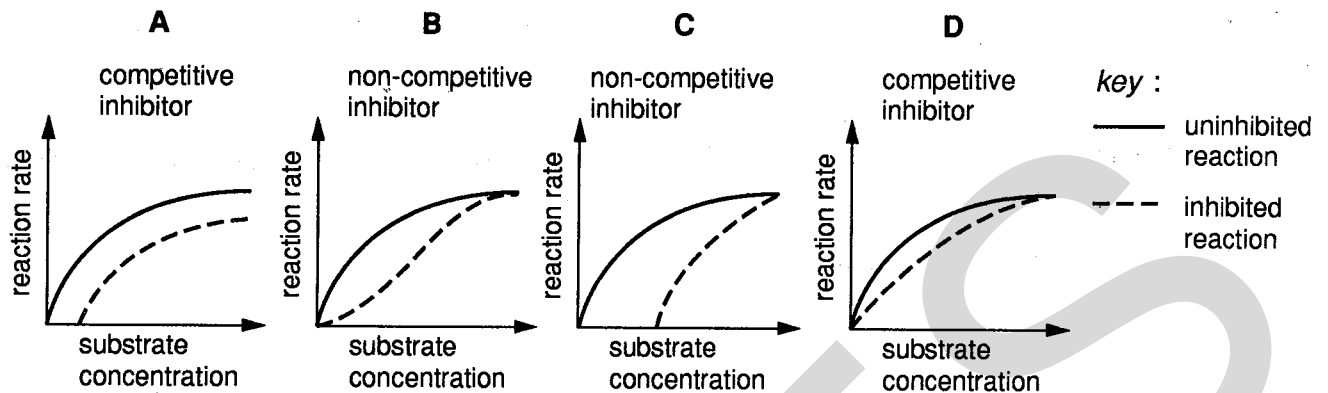 A
B
C
D
competitive
inhibitor
non-competitive
inhibitor
non-competitive
inhibitor
competitive
inhibitor
key :
uninhibited
reaction
inhibited
reaction
reaction rate
substrate
concentration
reaction rate
substrate
concentration
reaction rate
substrate
concentration
reaction rate
substrate
concentration